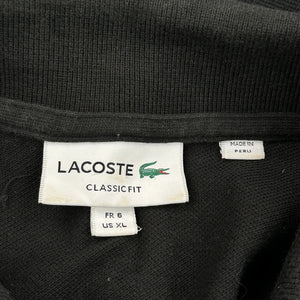 LACOSTE
CLASSIC FIT
FR 6
US XL
MADE IN
PERU